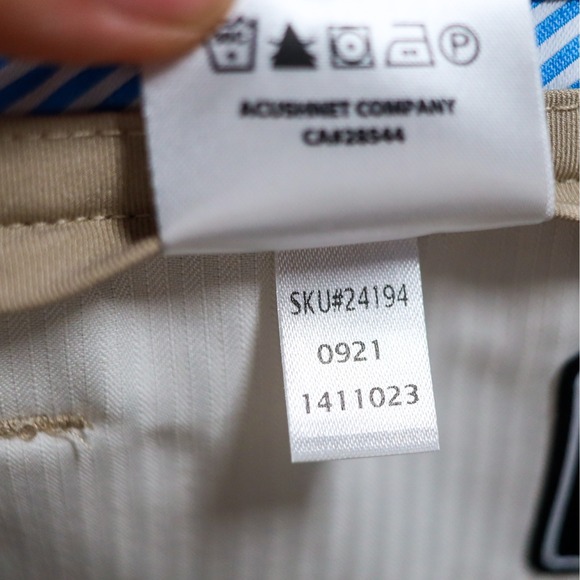 ACUSHNET COMPANY
CA#28544
SKU#24194
0921
1411023